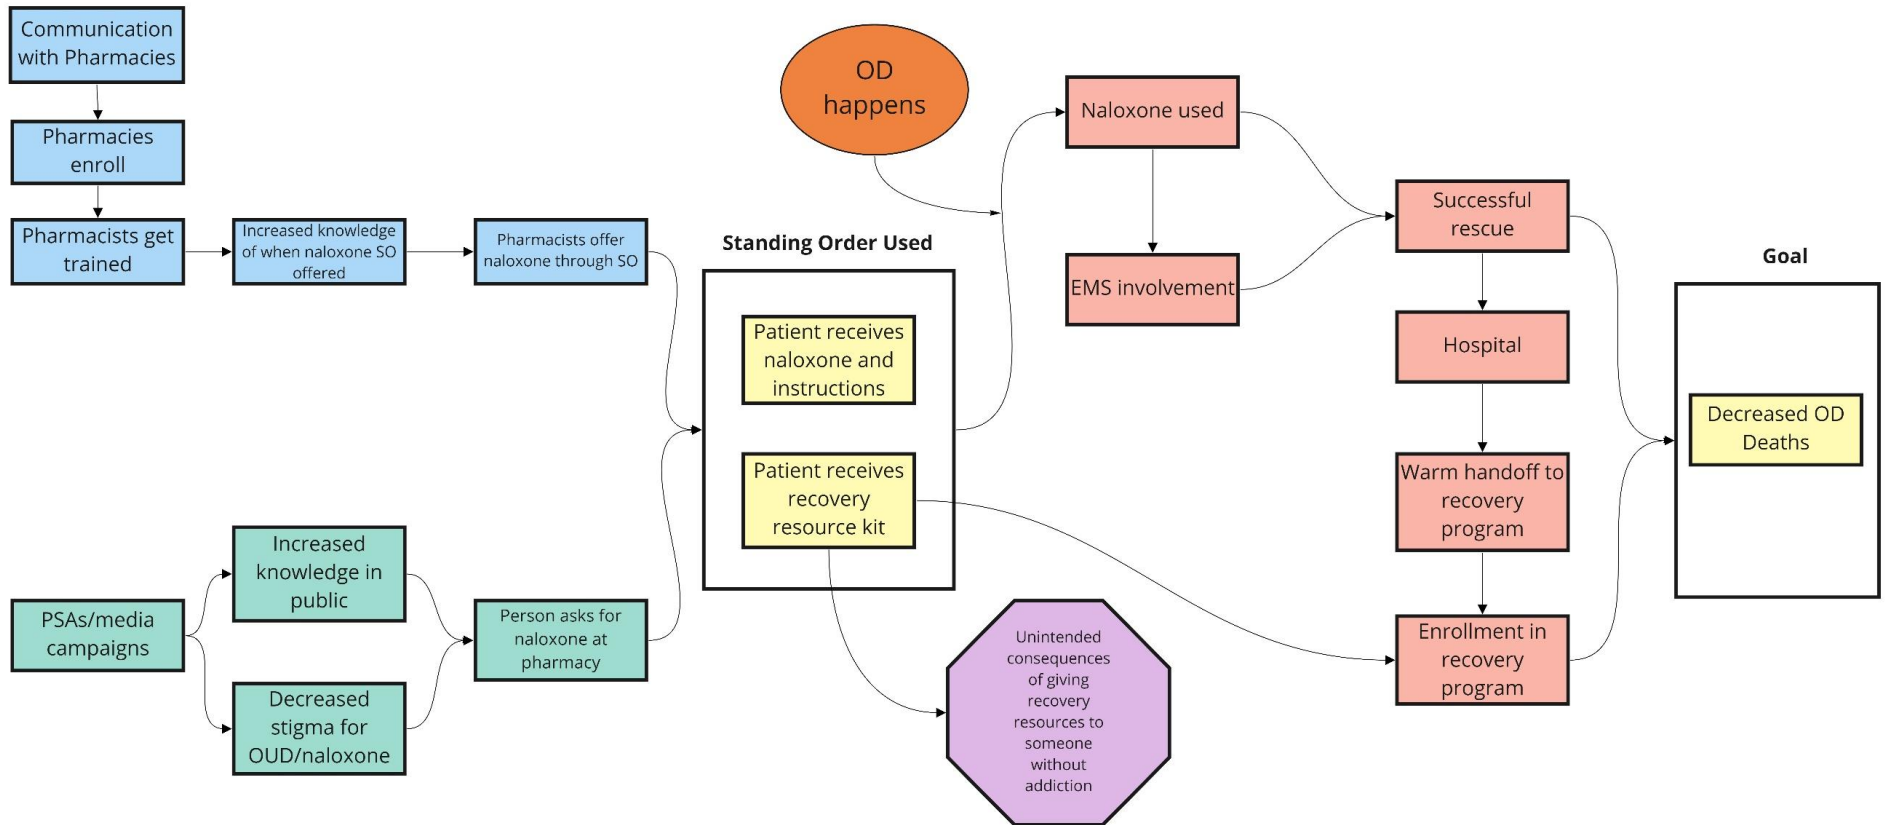 Communication
with Pharmacies
Pharmacies
enroll
Pharmacists get
trained
Increased knowledge
of when naloxone SO
offered
Pharmacists offer
naloxone through SO
PSAs/media
campaigns
Increased
knowledge in
public
Decreased
stigma for
OUD/naloxone
Person asks for
naloxone at
pharmacy
Standing Order Used
Patient receives
naloxone and
instructions
Patient receives
recovery
resource kit
Unintended
consequences
of giving
recovery
resources to
someone
without
addiction
OD
happens
Naloxone used
EMS involvement
Successful
rescue
Hospital
Warm handoff to
recovery
program
Enrollment in
recovery
program
Goal
Decreased OD
Deaths